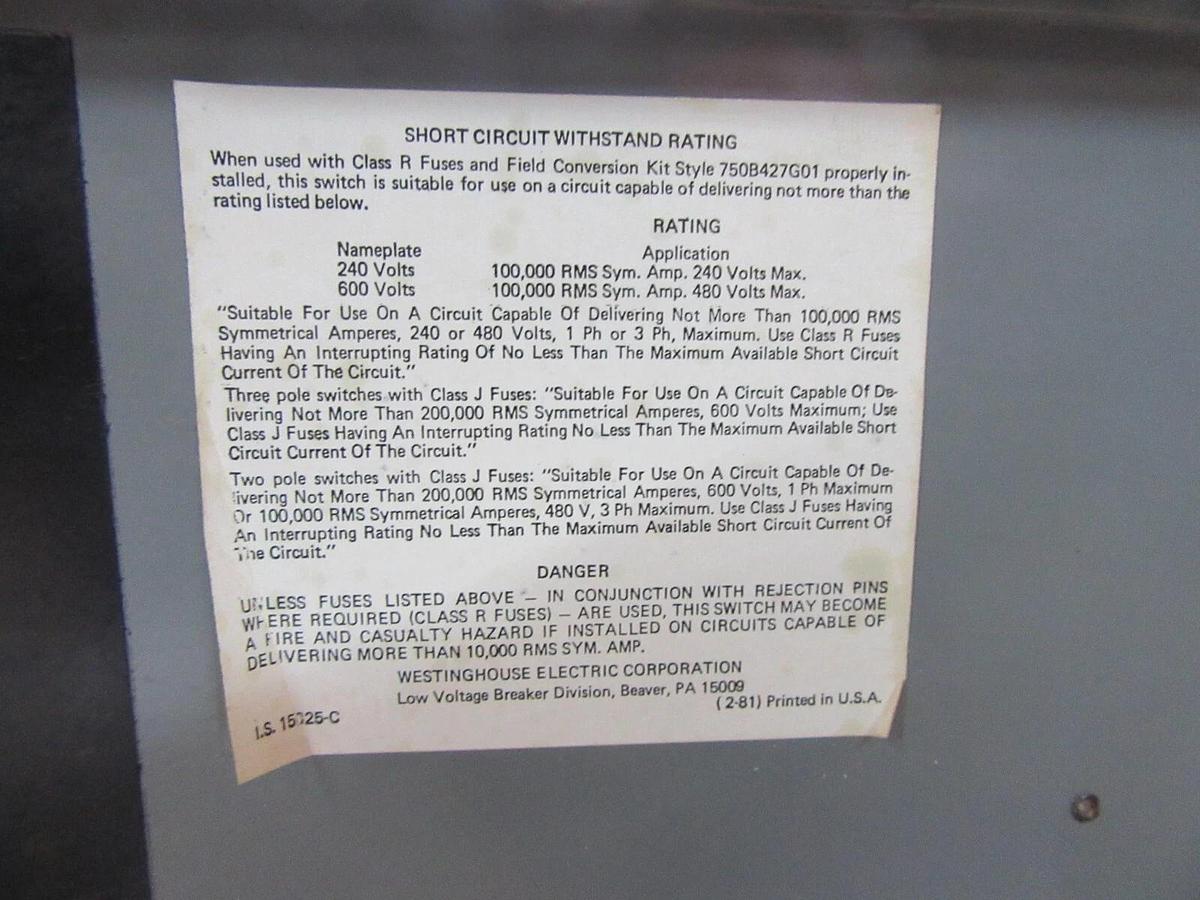 SHORT CIRCUIT WITHSTAND RATING
When used with Class R Fuses and Field Conversion Kit Style 750B427G01 properly in-
stalled, this switch is suitable for use on a circuit capable of delivering not more than the
rating listed below.
RATING
Nameplate Application
240 Volts 100,000 RMS Sym. Amp. 240 Volts Max.
600 Volts 100,000 RMS Sym. Amp. 480 Volts Max.
"Suitable For Use On A Circuit Capable Of Delivering Not More Than 100,000 RMS
Symmetrical Amperes, 240 or 480 Volts, 1 Ph or 3 Ph, Maximum. Use Class R Fuses
Having An Interrupting Rating Of No Less Than The Maximum Available Short Circuit
Current Of The Circuit."
Three pole switches with Class J Fuses: "Suitable For Use On A Circuit Capable Of De-
livering Not More Than 200,000 RMS Symmetrical Amperes, 600 Volts Maximum; Use
Class J Fuses Having An Interrupting Rating No Less Than The Maximum Available Short
Circuit Current Of The Circuit."
Two pole switches with Class J Fuses: "Suitable For Use On A Circuit Capable Of De-
livering Not More Than 200,000 RMS Symmetrical Amperes, 600 Volts, 1 Ph Maximum
Or 100,000 RMS Symmetrical Amperes, 480 V, 3 Ph Maximum. Use Class J Fuses Having
An Interrupting Rating No Less Than The Maximum Available Short Circuit Current Of
The Circuit."
DANGER
UNLESS FUSES LISTED ABOVE – IN CONJUNCTION WITH REJECTION PINS
WHERE REQUIRED (CLASS R FUSES) – ARE USED, THIS SWITCH MAY BECOME
A FIRE AND CASUALTY HAZARD IF INSTALLED ON CIRCUITS CAPABLE OF
DELIVERING MORE THAN 10,000 RMS SYM. AMP.
WESTINGHOUSE ELECTRIC CORPORATION
Low Voltage Breaker Division, Beaver, PA 15009
(2-81) Printed in U.S.A.
I.S.